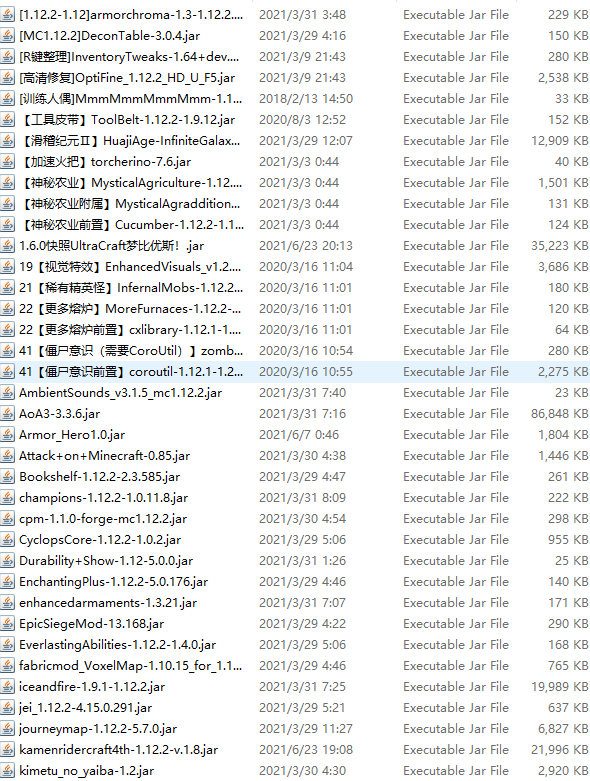 [1.12.2-1.12]armorchroma-1.3-1.12.2.... 2021/3/31 3:48 Executable Jar File 229 KB
[MC1.12.2]DeconTable-3.0.4.jar 2021/3/29 4:16 Executable Jar File 150 KB
[R键整理]InventoryTweaks-1.64+dev.... 2021/3/9 21:43 Executable Jar File 280 KB
[高清修复]OptiFine_1.12.2_HD_U_F5.jar 2021/3/9 21:43 Executable Jar File 2,538 KB
[训练人偶]MmmMmmMmmMmm-1.1... 2018/2/13 14:50 Executable Jar File 33 KB
【工具皮带】ToolBelt-1.12.2-1.9.12.jar 2020/8/3 12:52 Executable Jar File 152 KB
【滑稽纪元Ⅱ】HuajiAge-InfiniteGalax... 2021/3/29 12:07 Executable Jar File 12,909 KB
【加速火把】torcherino-7.6.jar 2021/3/3 0:44 Executable Jar File 40 KB
【神秘农业】MysticalAgriculture-1.12.... 2021/3/3 0:44 Executable Jar File 1,501 KB
【神秘农业附属】MysticalAgraddition... 2021/3/3 0:44 Executable Jar File 131 KB
【神秘农业前置】Cucumber-1.12.2-1.1... 2021/3/3 0:44 Executable Jar File 124 KB
1.6.0快照UltraCraft梦比优斯！.jar 2021/6/23 20:13 Executable Jar File 35,223 KB
19【视觉特效】EnhancedVisuals_v1.2.... 2020/3/16 11:04 Executable Jar File 3,686 KB
21【稀有精英怪】InfernalMobs-1.12.2... 2020/3/16 11:01 Executable Jar File 180 KB
22【更多熔炉】MoreFurnaces-1.12.2-... 2020/3/16 11:01 Executable Jar File 120 KB
22【更多熔炉前置】cxlibrary-1.12.1-1.... 2020/3/16 11:01 Executable Jar File 64 KB
41【僵尸意识（需要CoroUtil）】zomb... 2020/3/16 10:54 Executable Jar File 280 KB
41【僵尸意识前置】coroutil-1.12.1-1.2... 2020/3/16 10:55 Executable Jar File 2,275 KB
AmbientSounds_v3.1.5_mc1.12.2.jar 2021/3/31 7:40 Executable Jar File 23 KB
AoA3-3.3.6.jar 2021/3/31 7:16 Executable Jar File 86,848 KB
Armor_Hero1.0.jar 2021/6/7 0:46 Executable Jar File 1,804 KB
Attack+on+Minecraft-0.85.jar 2021/3/30 4:38 Executable Jar File 1,446 KB
Bookshelf-1.12.2-2.3.585.jar 2021/3/29 4:47 Executable Jar File 261 KB
champions-1.12.2-1.0.11.8.jar 2021/3/31 8:09 Executable Jar File 222 KB
cpm-1.1.0-forge-mc1.12.2.jar 2021/3/30 4:54 Executable Jar File 298 KB
CyclopsCore-1.12.2-1.0.2.jar 2021/3/29 5:06 Executable Jar File 955 KB
Durability+Show-1.12-5.0.0.jar 2021/3/31 1:26 Executable Jar File 25 KB
EnchantingPlus-1.12.2-5.0.176.jar 2021/3/29 4:46 Executable Jar File 140 KB
enhancedarmaments-1.3.21.jar 2021/3/31 7:07 Executable Jar File 171 KB
EpicSiegeMod-13.168.jar 2021/3/29 4:22 Executable Jar File 290 KB
EverlastingAbilities-1.12.2-1.4.0.jar 2021/3/29 5:06 Executable Jar File 168 KB
fabricmod_VoxelMap-1.10.15_for_1.1... 2021/3/29 4:46 Executable Jar File 765 KB
iceandfire-1.9.1-1.12.2.jar 2021/3/31 7:25 Executable Jar File 19,989 KB
jei_1.12.2-4.15.0.291.jar 2021/3/29 5:21 Executable Jar File 637 KB
journeymap-1.12.2-5.7.0.jar 2021/3/29 11:27 Executable Jar File 6,827 KB
kamenridercraft4th-1.12.2-v.1.8.jar 2021/6/23 19:08 Executable Jar File 21,996 KB
kimetu_no_yaiba-1.2.jar 2021/3/30 4:30 Executable Jar File 2,920 KB